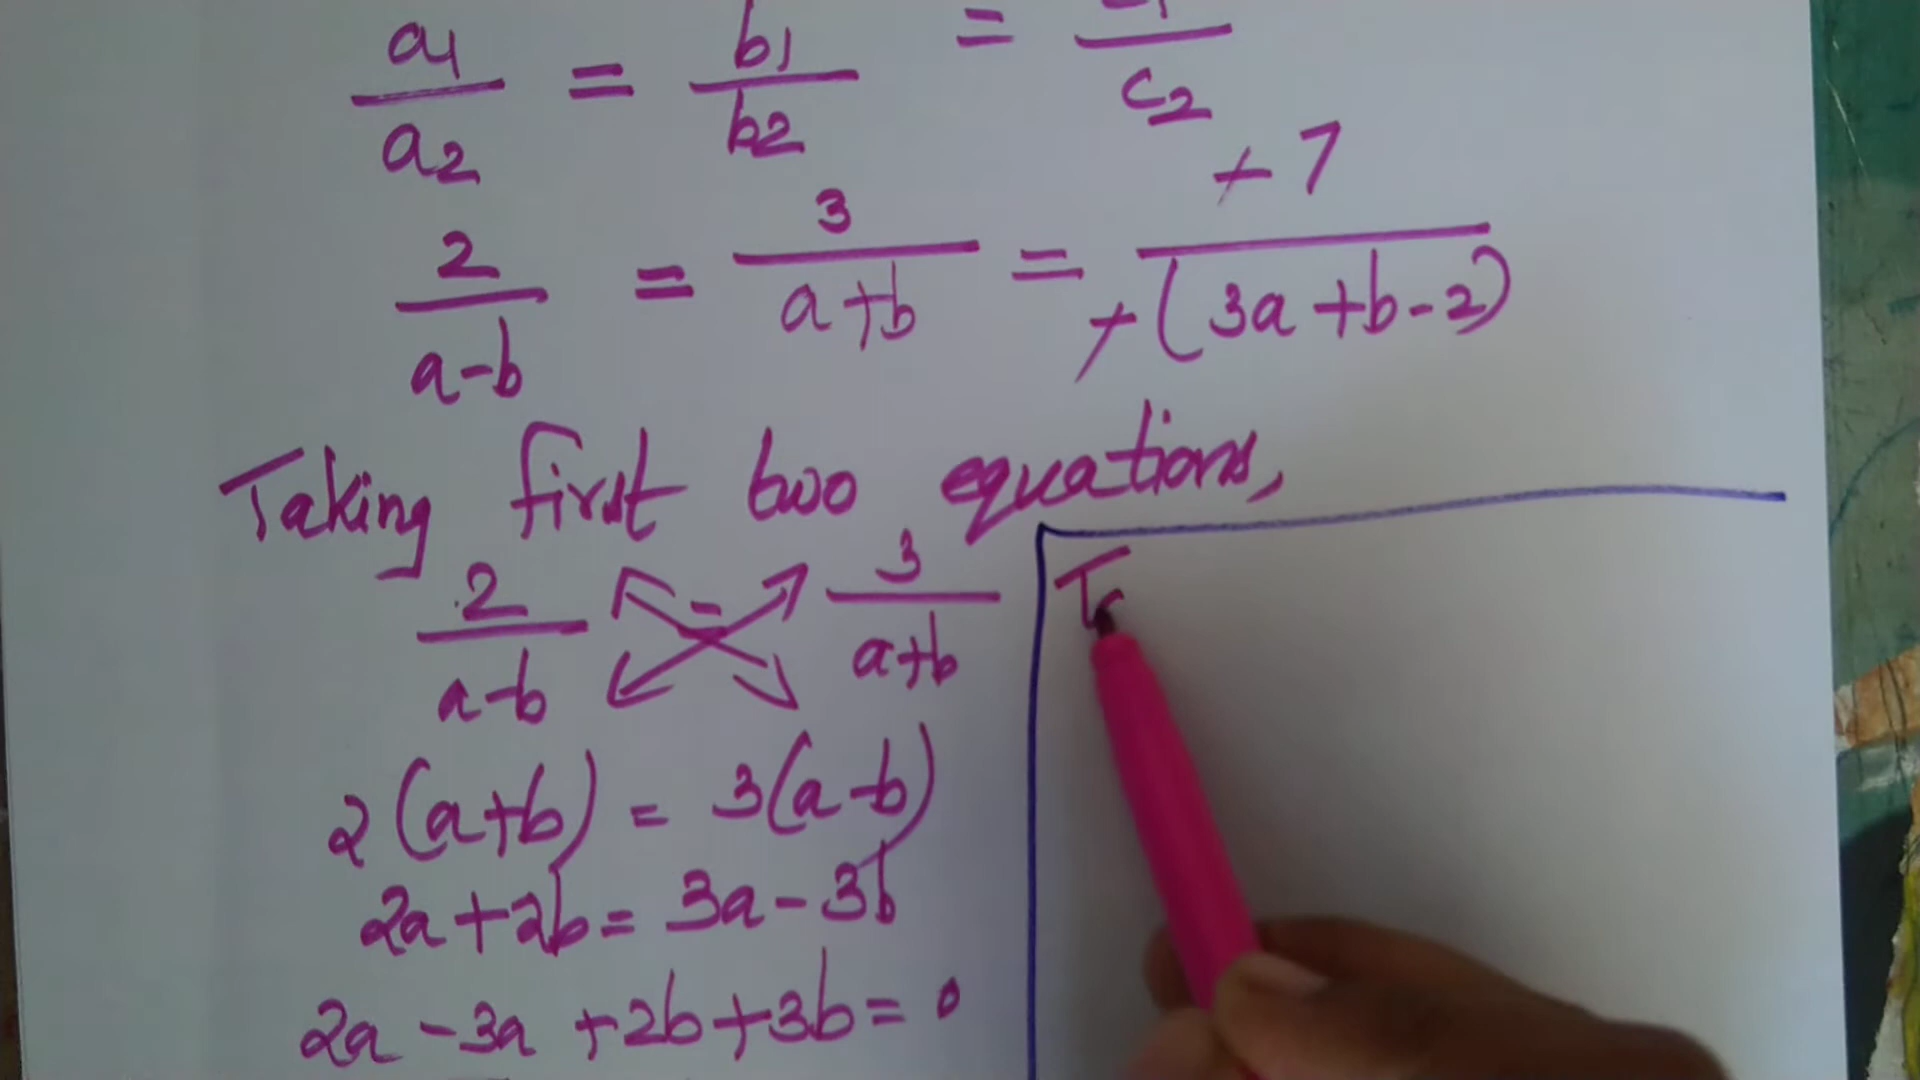 a1/a2 = b1/b2 = c1/c2
2/a-b = 3/a+b = +7/+(3a+b-2)
Taking first two equations,
2/a-b = 3/a+b
T
2(a+b) = 3(a-b)
2a+2b = 3a-3b
2a-3a+2b+3b=0